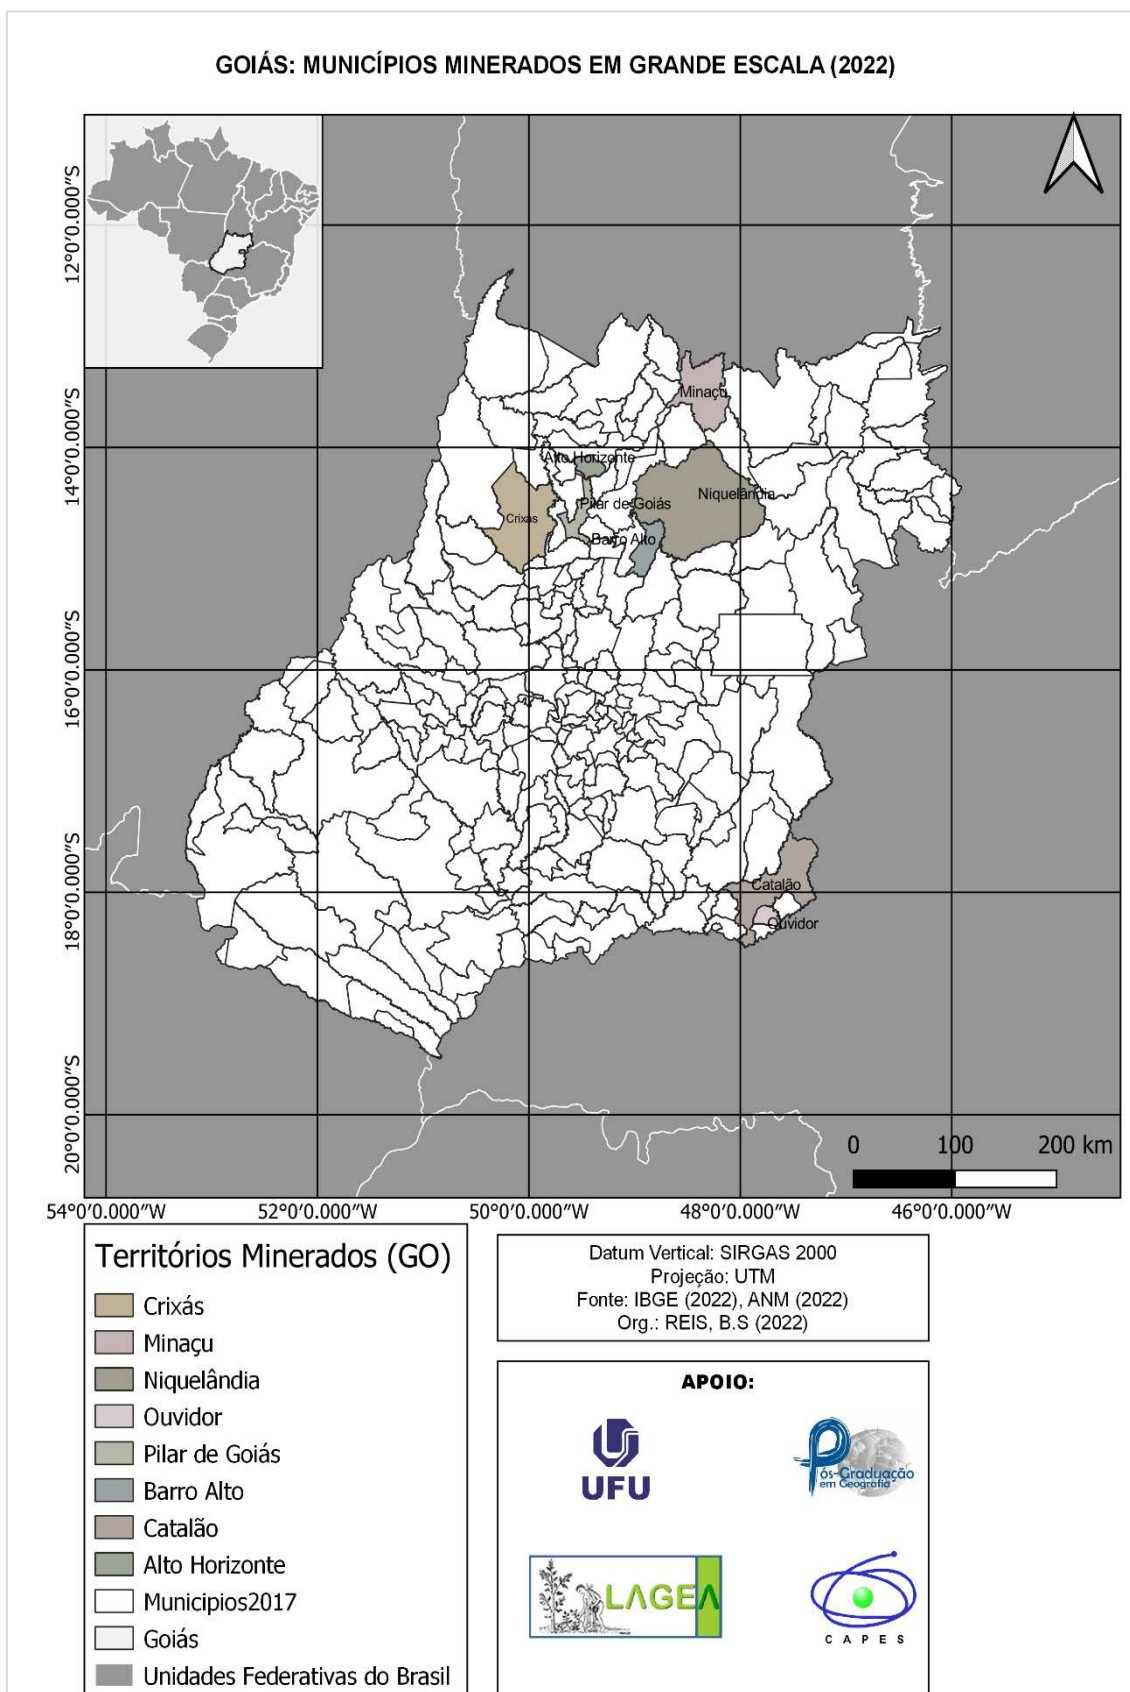 GOIÁS: MUNICÍPIOS MINERADOS EM GRANDE ESCALA (2022)
12°0'0.000"S
14°0'0.000"S
16°0'0.000"S
18°0'0.000"S
20°0'0.000"S
Minaçu
Alto Horizonte
Niquelândia
Pilar de Goiás
Crixas
Barro Alto
Catalão
Ouvidor
0 100 200 km
54°0'0.000"W 52°0'0.000"W 50°0'0.000"W 48°0'0.000"W 46°0'0.000"W
Territórios Minerados (GO)
Crixás
Minaçu
Niquelândia
Ouvidor
Pilar de Goiás
Barro Alto
Catalão
Alto Horizonte
Municipios2017
Goiás
Unidades Federativas do Brasil
Datum Vertical: SIRGAS 2000
Projeção: UTM
Fonte: IBGE (2022), ANM (2022)
Org.: REIS, B.S (2022)
APOIO:
UFU
Pós-Graduação
em Geografia
LAGEA
CAPES